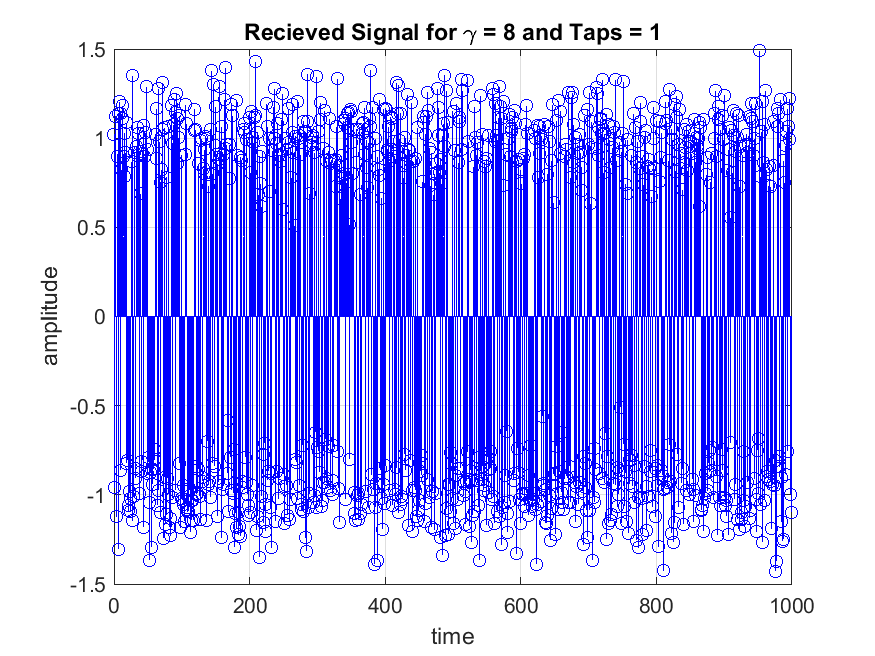 Recieved Signal for γ = 8 and Taps = 1
1.5
1
0.5
0
-0.5
-1
-1.5
amplitude
0 200 400 600 800 1000
time